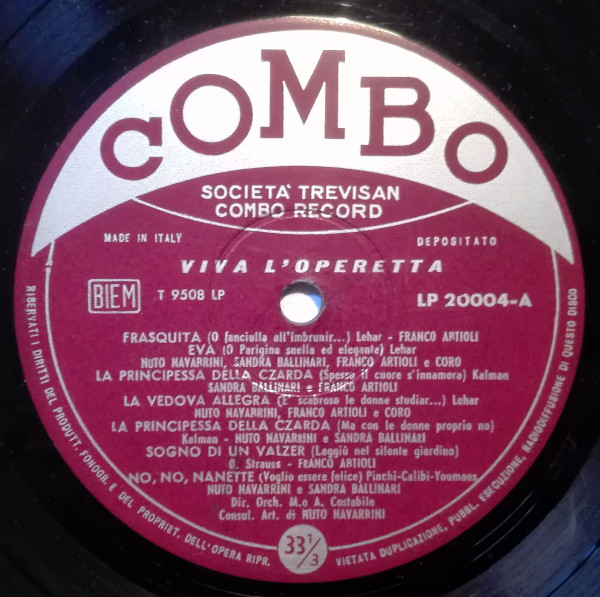 COMBO
SOCIETA' TREVISAN
COMBO RECORD
MADE IN ITALY
DEPOSITATO
VIVA L'OPERETTA
BIEM
T 9508 LP
LP 20004-A
FRASQUITA (O fanciulla all'imbrunir...) Lehar - FRANCO ARTIOLI
EVA (O Parigina snella ed elegante) Lehar
NUTO NAVARRINI, SANDRA BALLINARI, FRANCO ARTIOLI e CORO
LA PRINCIPESSA DELLA CZARDA (Spesso il cuore s'innamora) Kalman
SANDRA BALLINARI e FRANCO ARTIOLI
LA VEDOVA ALLEGRA (E' scabroso le donne studiar...) Lehar
NUTO NAVARRINI, FRANCO ARTIOLI e CORO
LA PRINCIPESSA DELLA CZARDA (Ma con le donne proprio no)
Kalman - NUTO NAVARRINI e SANDRA BALLINARI
SOGNO DI UN VALZER (Laggiù nel silente giardino)
O. Strauss - FRANCO ARTIOLI
NO, NO, NANETTE (Voglio essere felice) Pinchi-Calibi-Youmans
NUTO NAVARRINI e SANDRA BALLINARI
Dir. Orch. M.o A. Costabile
Consul. Art. di NUTO NAVARRINI
33 1/3
RISERVATI I DIRITTI DEL PRODUTT. FONOGR. E DEL PROPRIET. DELL'OPERA RIPR.
VIETATA DUPLICAZIONE, PUBBL. ESECUZIONE, RADIODIFFUSIONE DI QUESTO DISCO